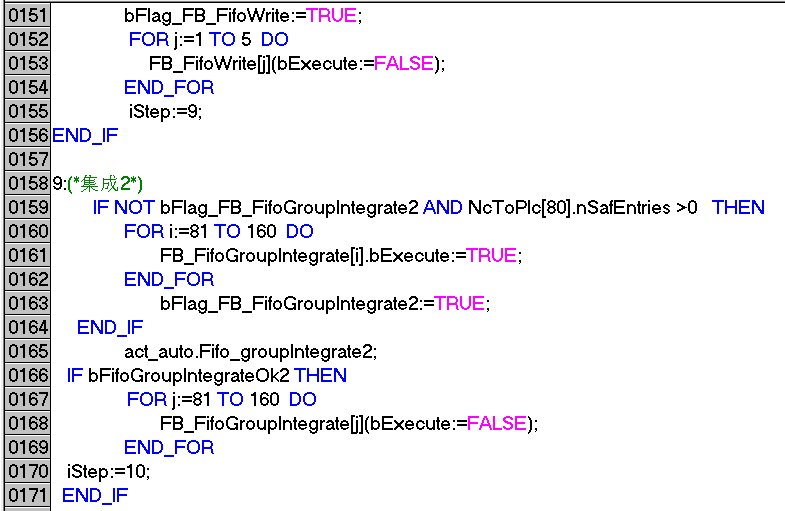 0151 bFlag_FB_FifoWrite:=TRUE;
0152 FOR j:=1 TO 5 DO
0153 FB_FifoWrite[j](bExecute:=FALSE);
0154 END_FOR
0155 iStep:=9;
0156 END_IF
0157
0158 9:(*集成2*)
0159 IF NOT bFlag_FB_FifoGroupIntegrate2 AND NcToPlc[80].nSafEntries >0 THEN
0160 FOR i:=81 TO 160 DO
0161 FB_FifoGroupIntegrate[i].bExecute:=TRUE;
0162 END_FOR
0163 bFlag_FB_FifoGroupIntegrate2:=TRUE;
0164 END_IF
0165 act_auto.Fifo_groupIntegrate2;
0166 IF bFifoGroupIntegrateOk2 THEN
0167 FOR j:=81 TO 160 DO
0168 FB_FifoGroupIntegrate[j](bExecute:=FALSE);
0169 END_FOR
0170 iStep:=10;
0171 END_IF